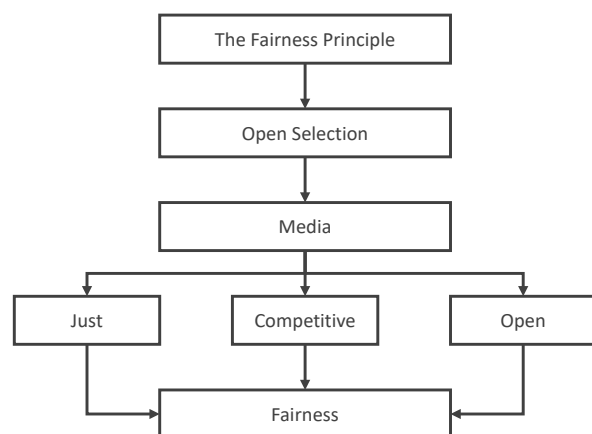 The Fairness Principle
Open Selection
Media
Just
Competitive
Open
Fairness